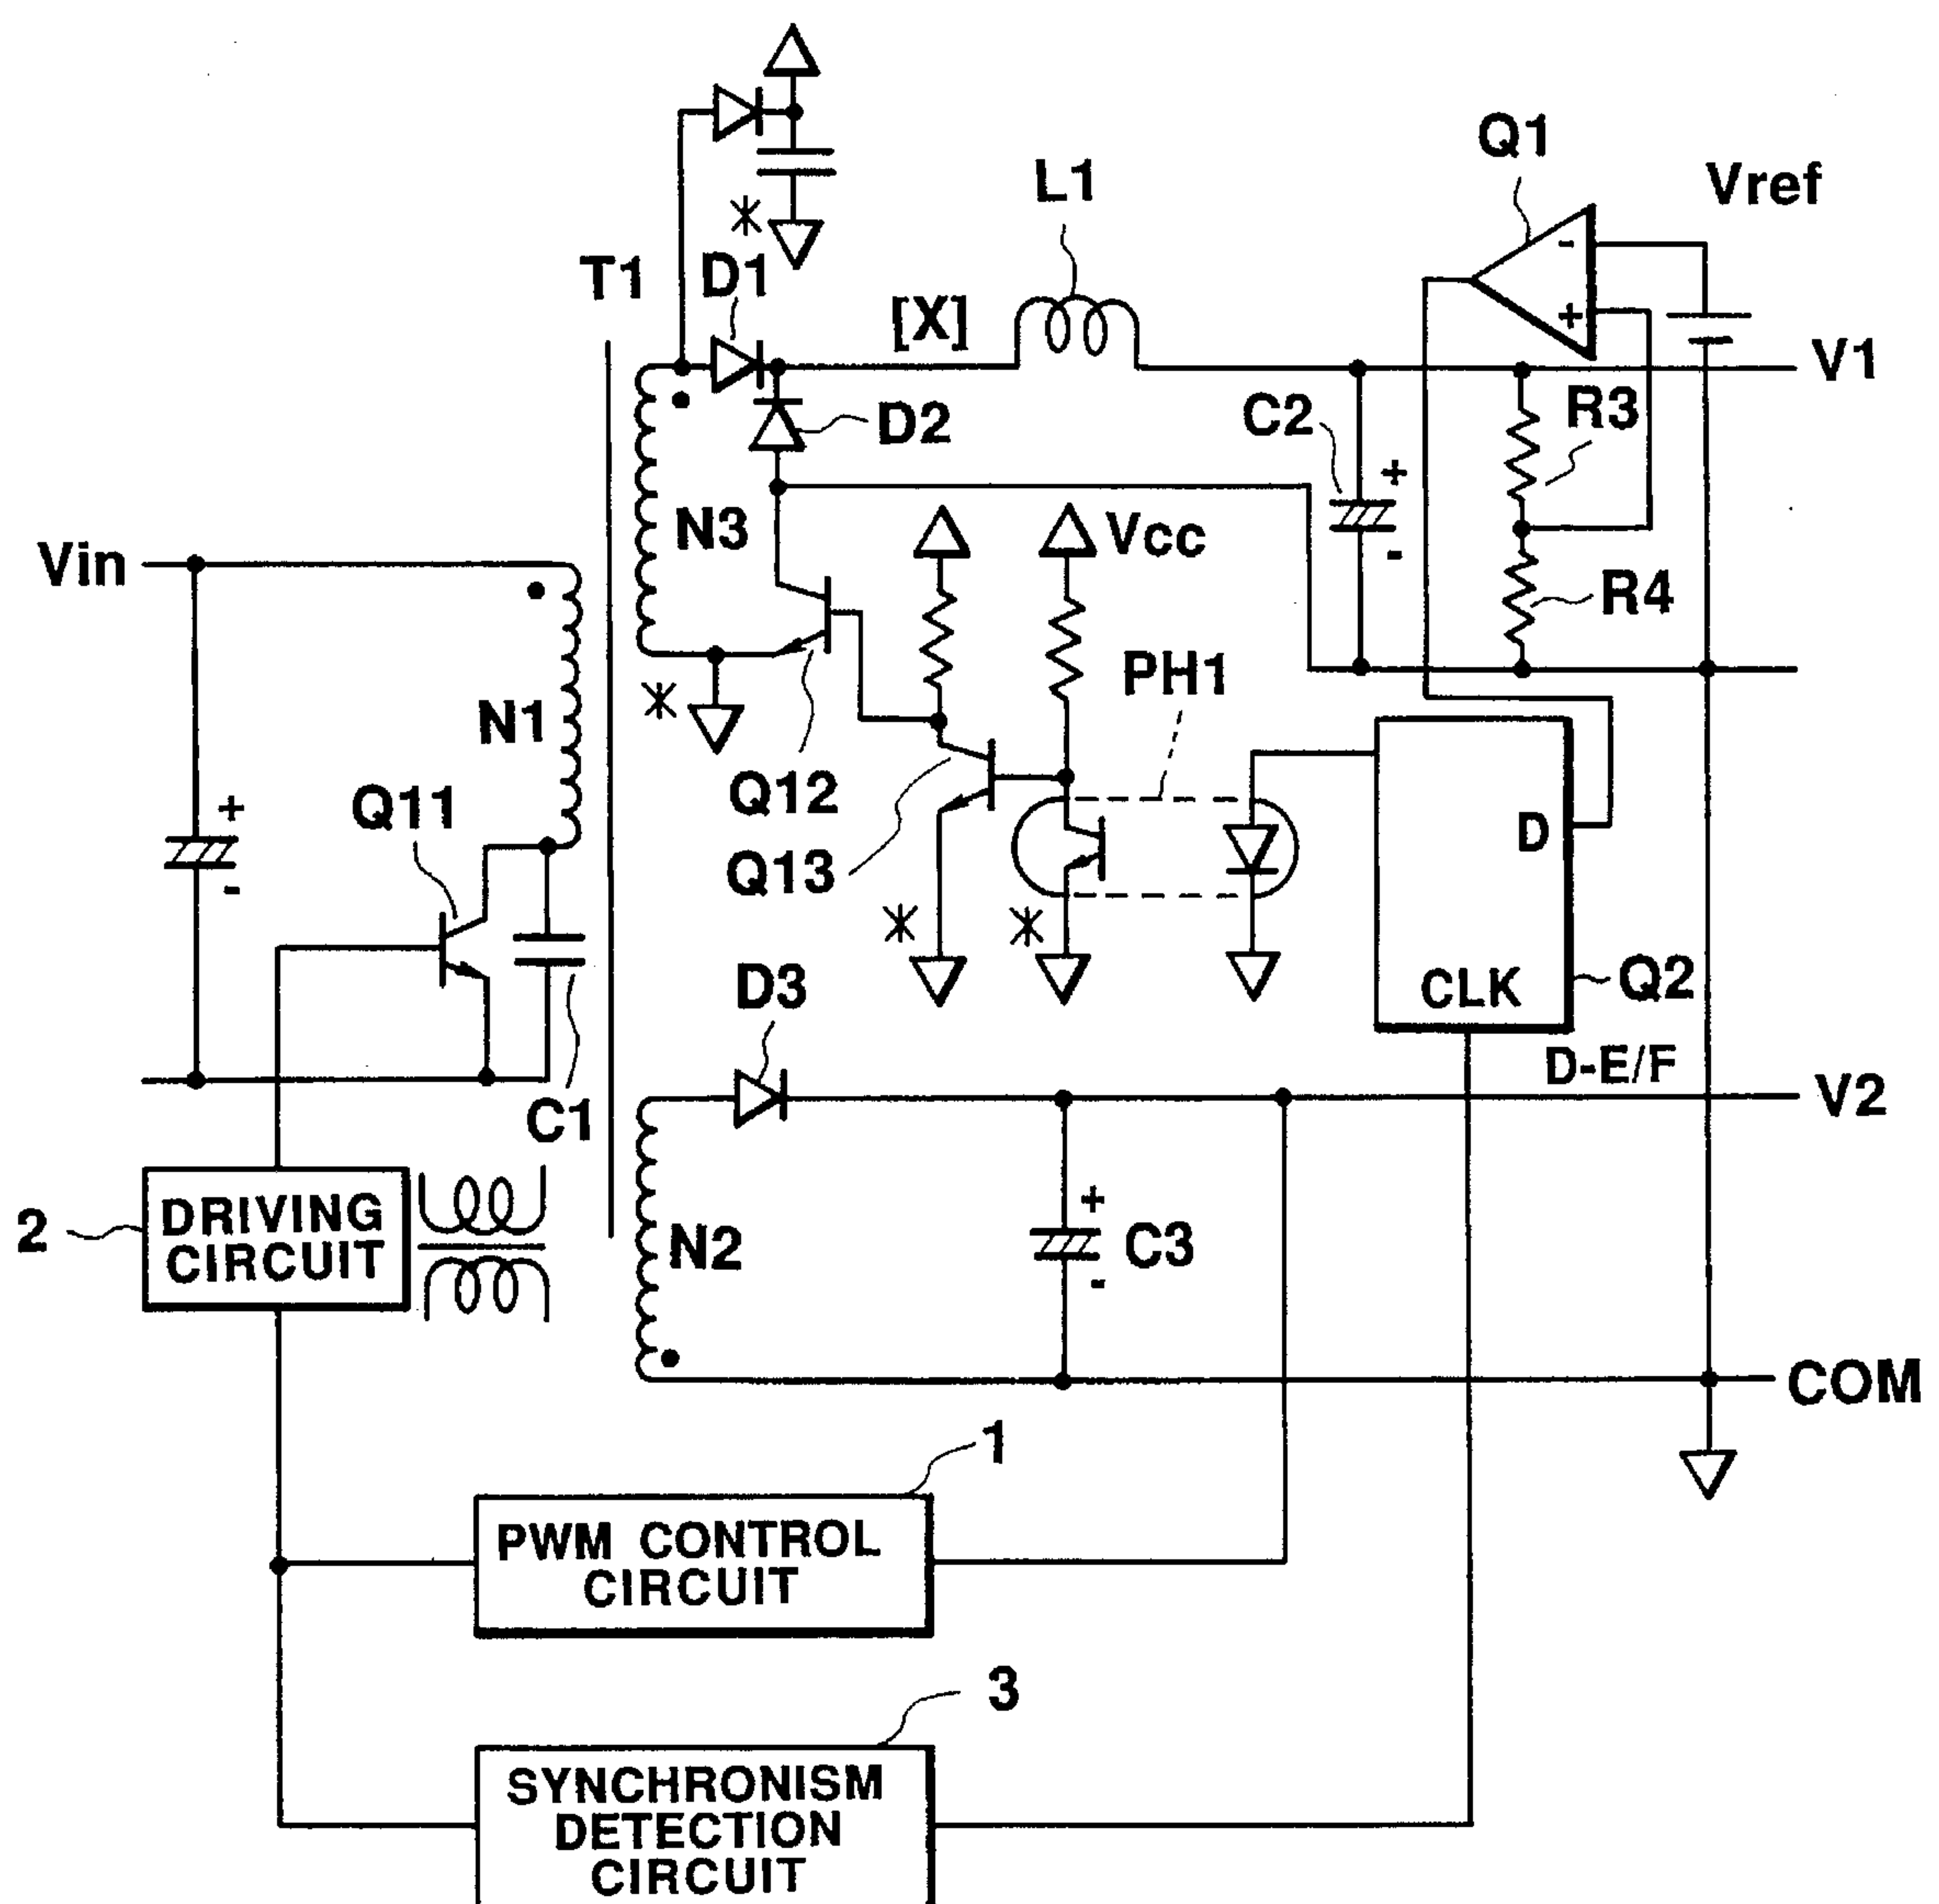 Q1
Vref
L1
*
T1
D1
[X]
-
+
V1
R3
D2
C2
+
-
N3
Vcc
Vin
R4
PH1
*
N1
Q12
Q11
+
-
Q13
D
*
*
D3
CLK
Q2
D-E/F
V2
C1
2
DRIVING
CIRCUIT
N2
+
C3
-
COM
1
PWM CONTROL
CIRCUIT
3
SYNCHRONISM
DETECTION
CIRCUIT